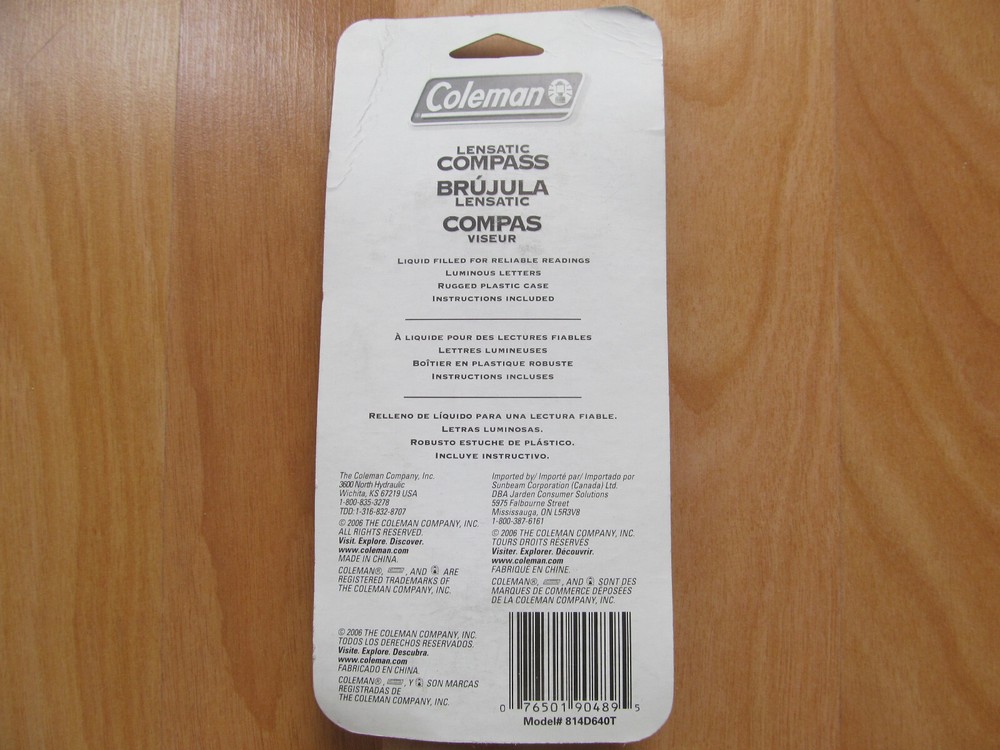 Coleman
LENSATIC
COMPASS
BRÚJULA
LENSATIC
COMPAS
VISEUR
LIQUID FILLED FOR RELIABLE READINGS
LUMINOUS LETTERS
RUGGED PLASTIC CASE
INSTRUCTIONS INCLUDED
À LIQUIDE POUR DES LECTURES FIABLES
LETTRES LUMINEUSES
BOÎTIER EN PLASTIQUE ROBUSTE
INSTRUCTIONS INCLUSES
RELLENO DE LÍQUIDO PARA UNA LECTURA FIABLE.
LETRAS LUMINOSAS.
ROBUSTO ESTUCHE DE PLÁSTICO.
INCLUYE INSTRUCTIVO.
The Coleman Company, Inc.
3600 North Hydraulic
Wichita, KS 67219 USA
1-800-835-3278
TDD: 1-316-832-8707
© 2006 THE COLEMAN COMPANY, INC.
ALL RIGHTS RESERVED.
Visit. Explore. Discover.
www.coleman.com
MADE IN CHINA.
COLEMAN®, , AND ARE
REGISTERED TRADEMARKS OF
THE COLEMAN COMPANY, INC.
Imported by/ Importé par/ Importado por
Sunbeam Corporation (Canada) Ltd.
DBA Jarden Consumer Solutions
5975 Falbourne Street
Mississauga, ON L5R3V8
1-800-387-6161
© 2006 THE COLEMAN COMPANY, INC.
TOURS DROITS RÉSERVÉS
Visiter. Explorer. Découvrir.
www.coleman.com
FABRIQUÉ EN CHINE.
COLEMAN®, , AND SONT DES
MARQUES DE COMMERCE DÉPOSÉES
DE LA COLEMAN COMPANY, INC.
© 2006 THE COLEMAN COMPANY, INC.
TODOS LOS DERECHOS RESERVADOS.
Visite. Explore. Descubra.
www.coleman.com
FABRICADO EN CHINA.
COLEMAN®, , Y SON MARCAS
REGISTRADAS DE
THE COLEMAN COMPANY, INC.
0 76501 90489 5
Model# 814D640T